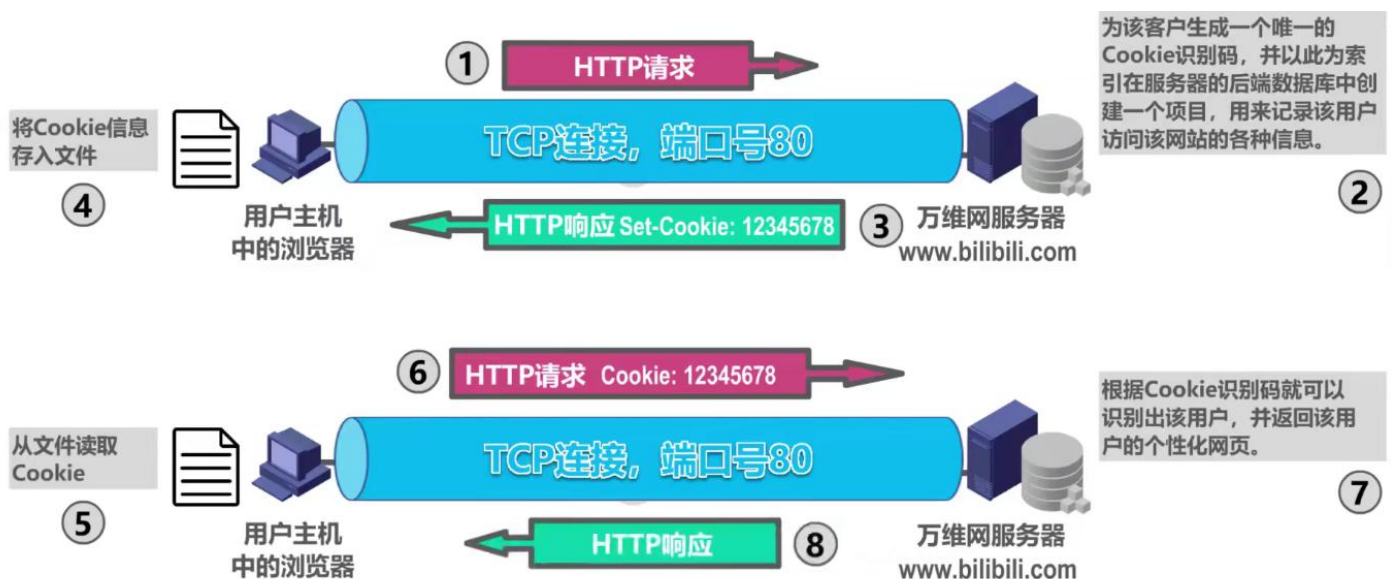 ① HTTP请求
为该客户生成一个唯一的
Cookie识别码，并以此为索
引在服务器的后端数据库中创
建一个项目，用来记录该用户
访问该网站的各种信息。
②
将Cookie信息
存入文件
④
TCP连接，端口号80
用户主机
中的浏览器
HTTP响应 Set-Cookie: 12345678 ③
万维网服务器
www.bilibili.com
⑥ HTTP请求 Cookie: 12345678
根据Cookie识别码就可以
识别出该用户，并返回该用
户的个性化网页。
⑦
从文件读取
Cookie
⑤
TCP连接，端口号80
用户主机
中的浏览器
HTTP响应 ⑧
万维网服务器
www.bilibili.com